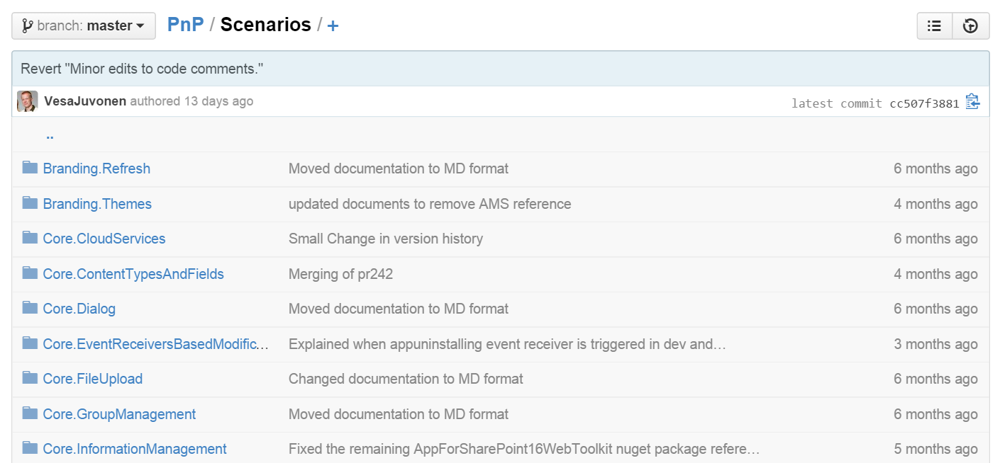 branch: master PnP / Scenarios / +
Revert "Minor edits to code comments."
VesaJuvonen authored 13 days ago latest commit cc507f3881
..
Branding.Refresh Moved documentation to MD format 6 months ago
Branding.Themes updated documents to remove AMS reference 4 months ago
Core.CloudServices Small Change in version history 6 months ago
Core.ContentTypesAndFields Merging of pr242 4 months ago
Core.Dialog Moved documentation to MD format 6 months ago
Core.EventReceiversBasedModific… Explained when appuninstalling event receiver is triggered in dev and… 3 months ago
Core.FileUpload Changed documentation to MD format 6 months ago
Core.GroupManagement Moved documentation to MD format 6 months ago
Core.InformationManagement Fixed the remaining AppForSharePoint16WebToolkit nuget package refere… 5 months ago